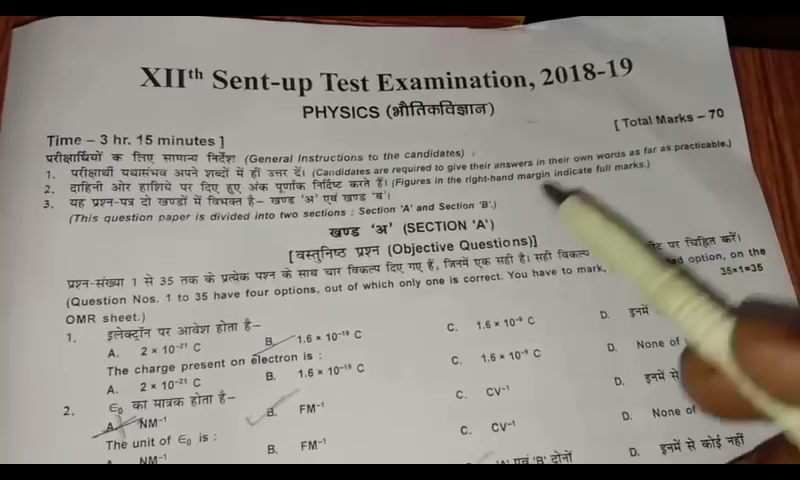 XIIth Sent-up Test Examination, 2018-19
PHYSICS (भौतिकविज्ञान)
Time – 3 hr. 15 minutes ]
[ Total Marks – 70
परीक्षार्थियों क लिए सामान्य निर्देश (General Instructions to the candidates) :
1. परीक्षार्थी यथासंभव अपने शब्दों में हीं उत्तर दें। (Candidates are required to give their answers in their own words as far as practicable.)
2. दाहिनी ओर हाशिये पर दिए हुए अंक पूर्णांक निर्दिष्ट करते हैं। (Figures in the right-hand margin indicate full marks.)
3. यह प्रश्न-पत्र दो खण्डों में विभक्त है– खण्ड 'अ' एवं खण्ड 'ब'।
(This question paper is divided into two sections : Section 'A' and Section 'B'.)
खण्ड 'अ' (SECTION 'A')
[वस्तुनिष्ठ प्रश्न (Objective Questions)]
प्रश्न-संख्या 1 से 35 तक के प्रत्येक पश्न के साथ चार विकल्प दिए गए हैं, जिनमें एक सही है। सही विकल्प पर चिह्नित करें।
(Question Nos. 1 to 35 have four options, out of which only one is correct. You have to mark, option, on the
OMR sheet.)
35×1=35
1. इलेक्ट्रॉन पर आवेश होता है–
A. 2 × 10⁻²¹ C B. 1.6 × 10⁻¹⁹ C C. 1.6 × 10⁻⁹ C D. इनमें
The charge present on electron is :
A. 2 × 10⁻²¹ C B. 1.6 × 10⁻¹⁹ C C. 1.6 × 10⁻⁹ C D. None of
2. ∈₀ का मात्रक होता है–
A. NM⁻¹ B. FM⁻¹ C. CV⁻¹ D. इनमें से
The unit of ∈₀ is :
A. NM⁻¹ B. FM⁻¹ C. CV⁻¹ D. None of
'A' एवं 'B' दोनों D. इनमें से कोई नहीं